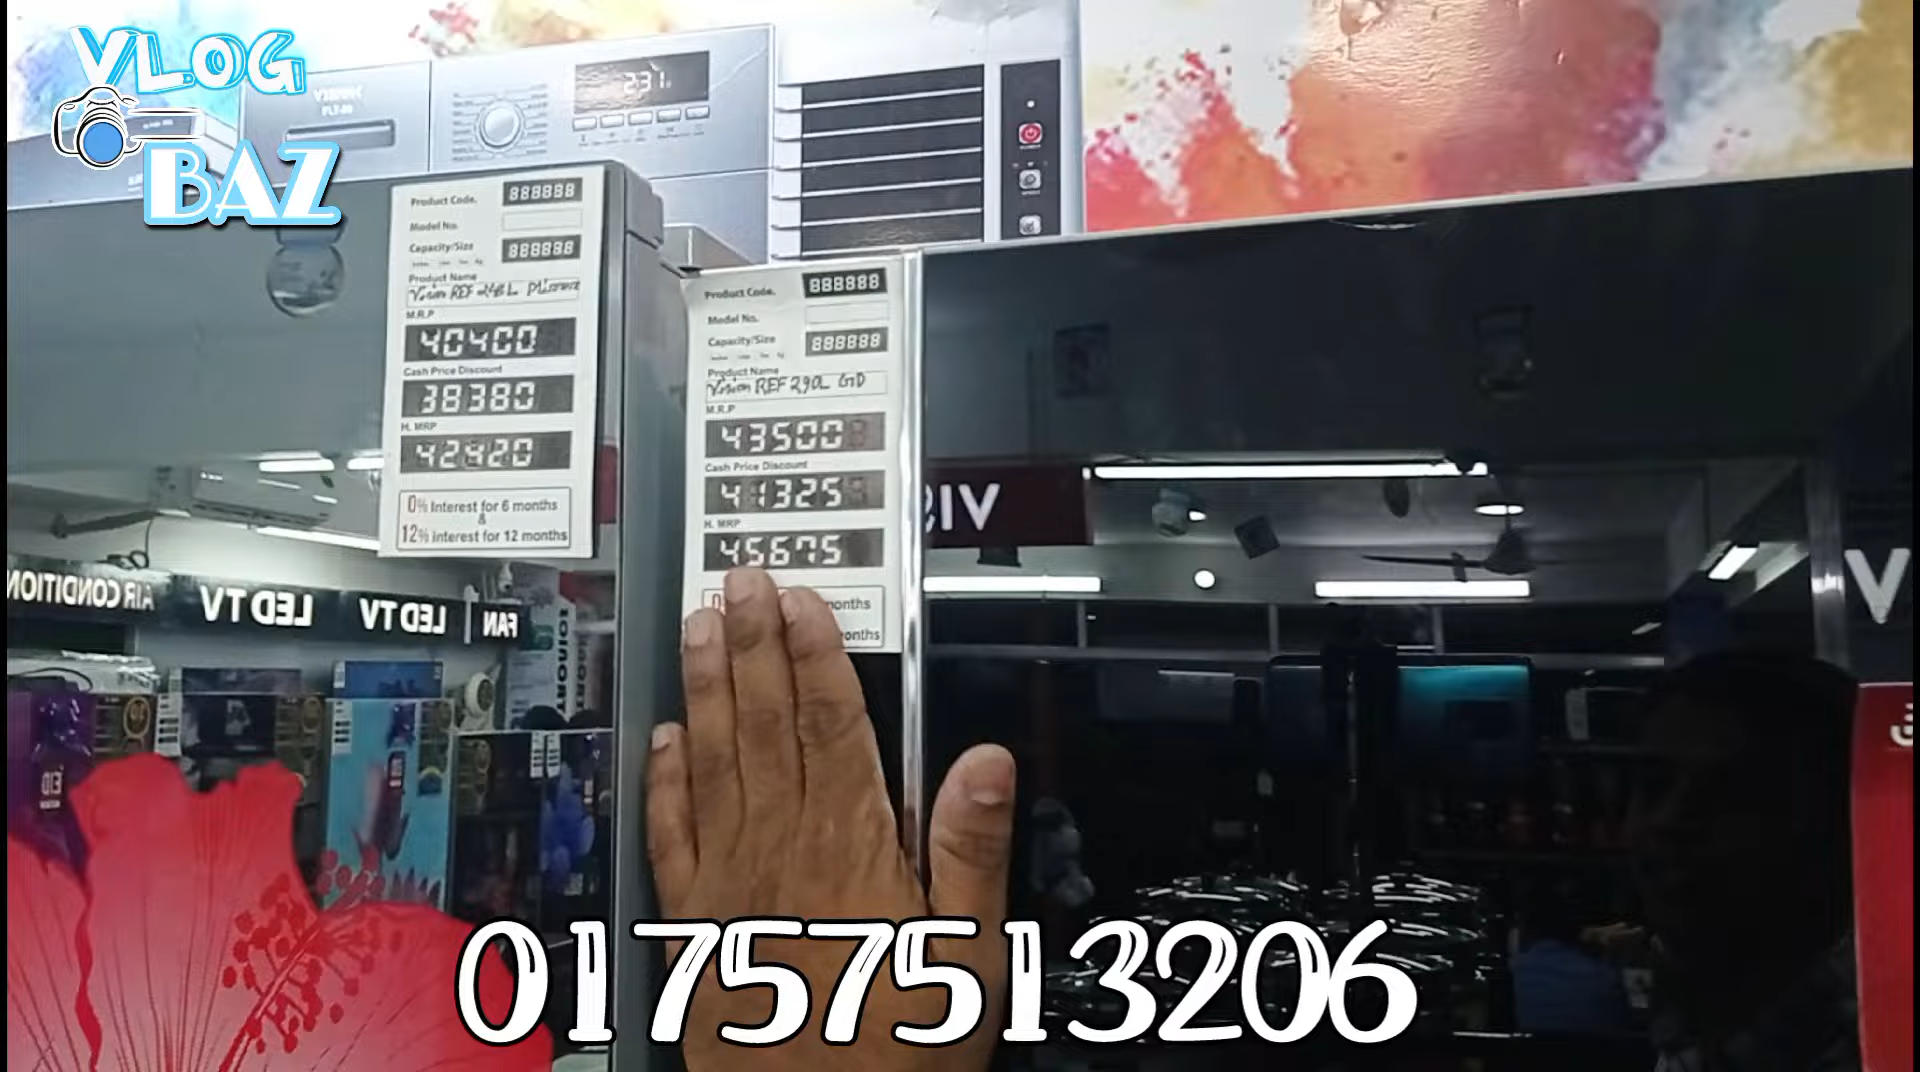 VLOG
BAZ
VISION
231
Product Code. 888888
Model No.
Capacity/Size 888888
Product Name
Vision REF 248L
M.R.P
40400
Cash Price Discount
38380
H. MRP
42420
0% Interest for 6 months
&
12% interest for 12 months
Product Code. 888888
Model No.
Capacity/Size 888888
Product Name
Vision REF 290L GD
M.R.P
43500
Cash Price Discount
41325
H. MRP
45675
months
months
VIS
V
AIR CONDITION
LED TV
LED TV
FAN
01757513206